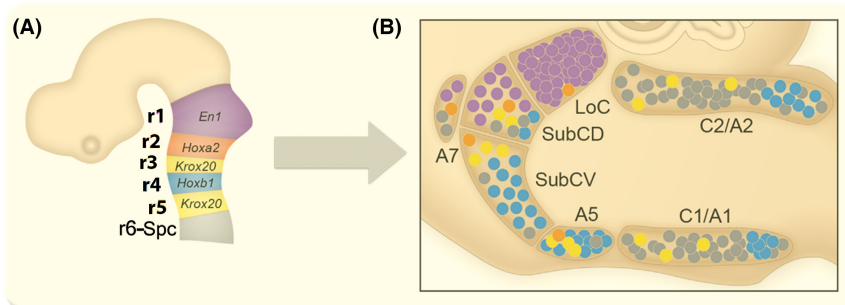 (A)
r1 En1
r2 Hoxa2
r3 Krox20
r4 Hoxb1
r5 Krox20
r6-Spc
(B)
LoC
SubCD
A7
SubCV
A5
C2/A2
C1/A1